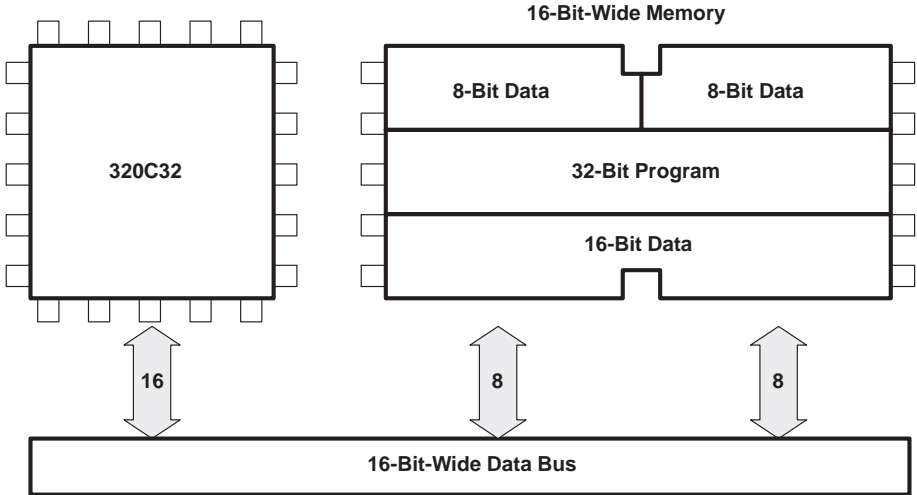 16-Bit-Wide Memory
8-Bit Data
8-Bit Data
320C32
32-Bit Program
16-Bit Data
16
8
8
16-Bit-Wide Data Bus